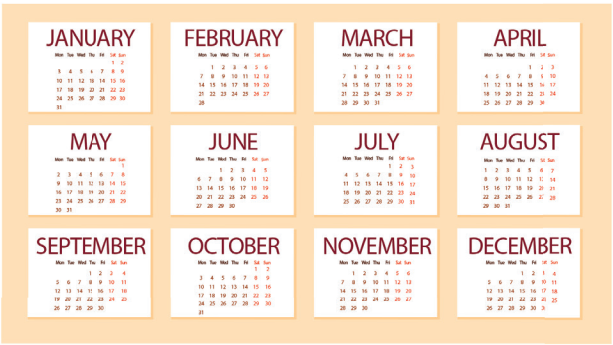 JANUARY
Mon Tue Wed Thu Fri Sat Sun
1 2
3 4 5 6 7 8 9
10 11 12 13 14 15 16
17 18 19 20 21 22 23
24 25 26 27 28 29 30
31
FEBRUARY
Mon Tue Wed Thu Fri Sat Sun
1 2 3 4 5 6
7 8 9 10 11 12 13
14 15 16 17 18 19 20
21 22 23 24 25 26 27
28
MARCH
Mon Tue Wed Thu Fri Sat Sun
1 2 3 4 5 6
7 8 9 10 11 12 13
14 15 16 17 18 19 20
21 22 23 24 25 26 27
28 29 30 31
APRIL
Mon Tue Wed Thu Fri Sat Sun
1 2 3
4 5 6 7 8 9 10
11 12 13 14 15 16 17
18 19 20 21 22 23 24
25 26 27 28 29 30
MAY
Mon Tue Wed Thu Fri Sat Sun
1
2 3 4 5 6 7 8
9 10 11 12 13 14 15
16 17 18 19 20 21 22
23 24 25 26 27 28 29
30 31
JUNE
Mon Tue Wed Thu Fri Sat Sun
1 2 3 4 5
6 7 8 9 10 11 12
13 14 15 16 17 18 19
20 21 22 23 24 25 26
27 28 29 30
JULY
Mon Tue Wed Thu Fri Sat Sun
1 2 3
4 5 6 7 8 9 10
11 12 13 14 15 16 17
18 19 20 21 22 23 24
25 26 27 28 29 30 31
AUGUST
Mon Tue Wed Thu Fri Sat Sun
1 2 3 4 5 6 7
8 9 10 11 12 13 14
15 16 17 18 19 20 21
22 23 24 25 26 27 28
29 30 31
SEPTEMBER
Mon Tue Wed Thu Fri Sat Sun
1 2 3 4
5 6 7 8 9 10 11
12 13 14 15 16 17 18
19 20 21 22 23 24 25
26 27 28 29 30
OCTOBER
Mon Tue Wed Thu Fri Sat Sun
1 2
3 4 5 6 7 8 9
10 11 12 13 14 15 16
17 18 19 20 21 22 23
24 25 26 27 28 29 30
31
NOVEMBER
Mon Tue Wed Thu Fri Sat Sun
1 2 3 4 5 6
7 8 9 10 11 12 13
14 15 16 17 18 19 20
21 22 23 24 25 26 27
28 29 30
DECEMBER
Mon Tue Wed Thu Fri Sat Sun
1 2 3 4
5 6 7 8 9 10 11
12 13 14 15 16 17 18
19 20 21 22 23 24 25
26 27 28 29 30 31